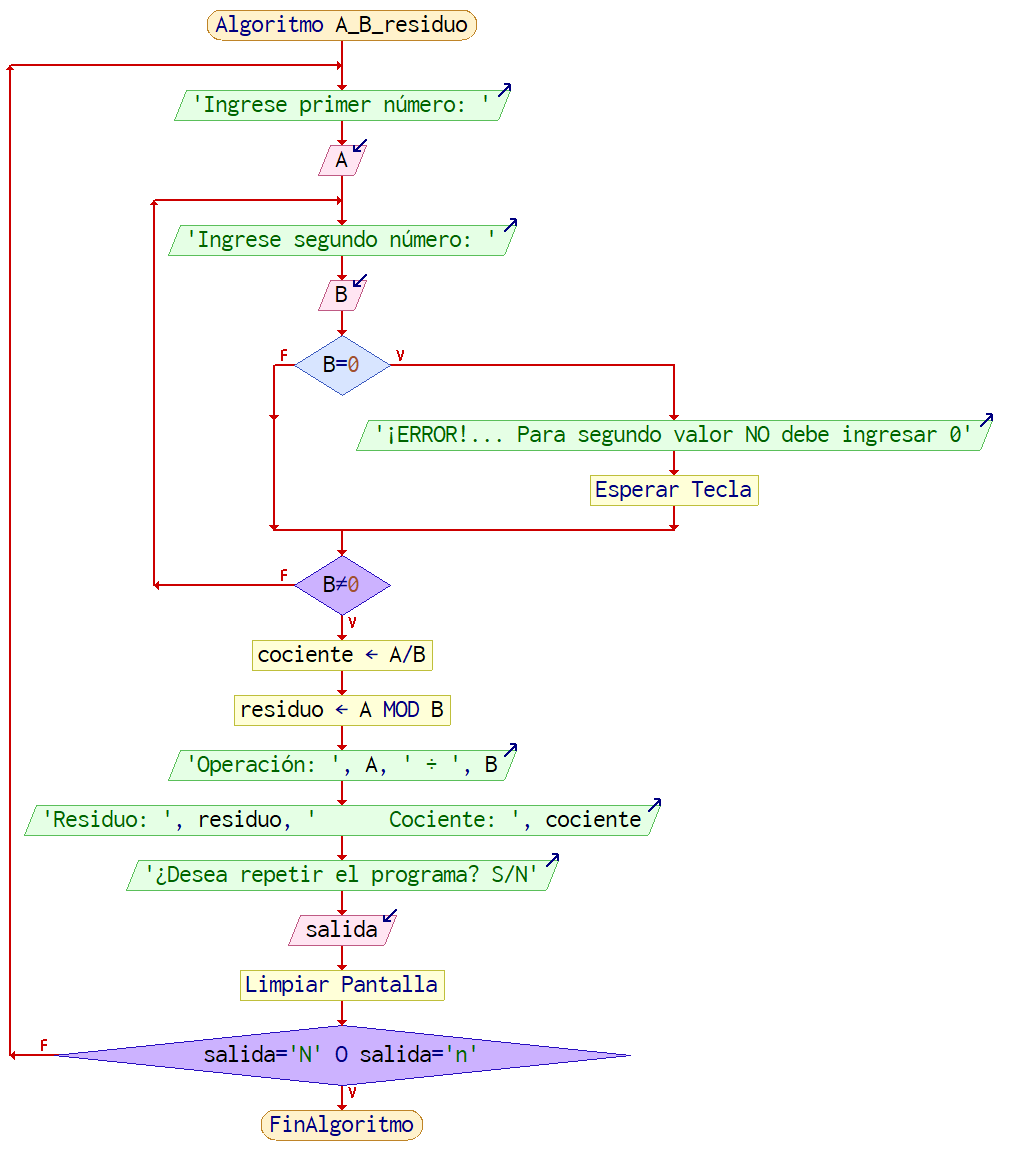 Algoritmo A_B_residuo
'Ingrese primer número: '
A
'Ingrese segundo número: '
B
F
V
B=0
'¡ERROR!... Para segundo valor NO debe ingresar 0'
Esperar Tecla
F
B≠0
V
cociente ← A/B
residuo ← A MOD B
'Operación: ', A, ' ÷ ', B
'Residuo: ', residuo, '      Cociente: ', cociente
'¿Desea repetir el programa? S/N'
salida
Limpiar Pantalla
F
salida='N' O salida='n'
V
FinAlgoritmo